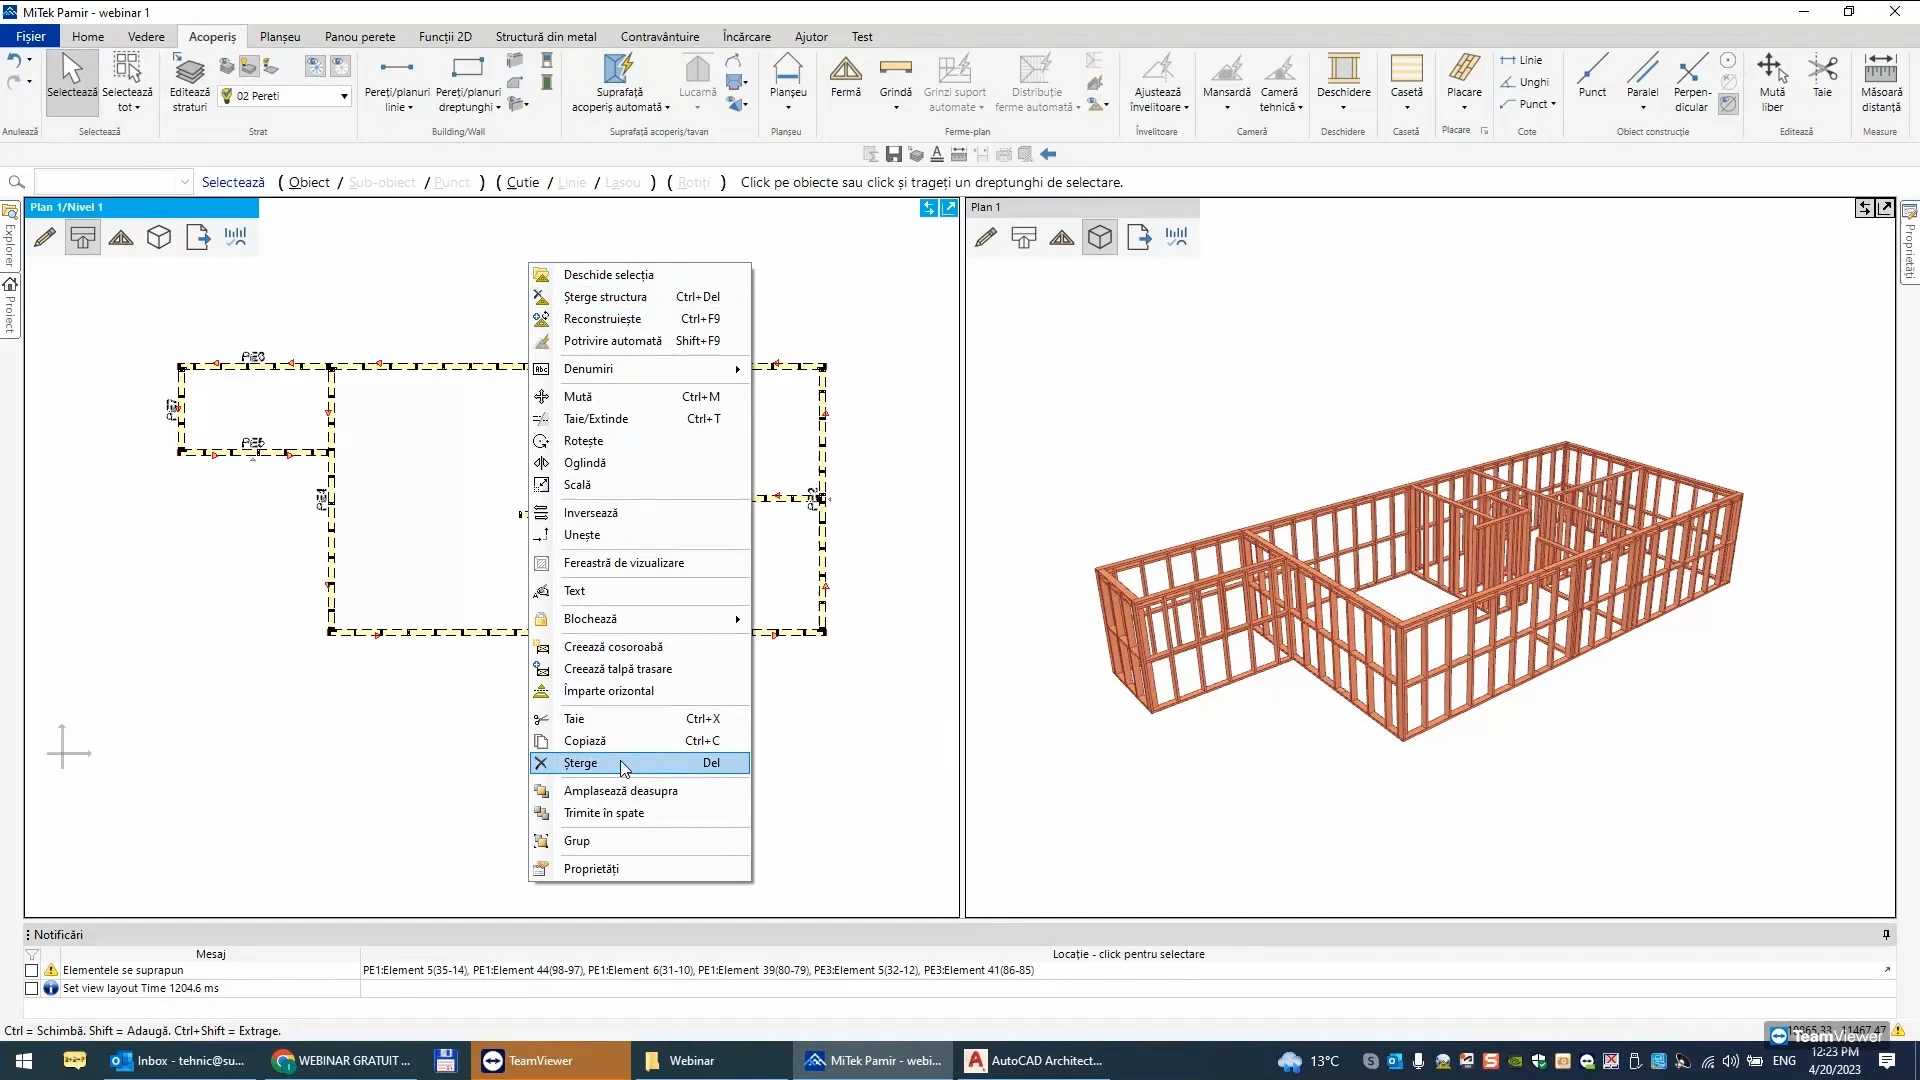 MiTek Pamir - webinar 1
Fișier Home Vedere Acoperiș Planșeu Panou perete Funcții 2D Structură din metal Contravântuire Încărcare Ajutor Test
Selectează Selectează tot Editează straturi 02 Pereti Pereți/planuri linie Pereți/planuri dreptunghi Suprafață acoperiș automată Lucarnă Planșeu Fermă Grindă Grinzi suport automate Distribuție ferme automată Ajustează învelitoare Mansardă Cameră tehnică Deschidere Casetă Placare Linie Unghi Punct Punct Paralel Perpen-dicular Mută liber Taie Măsoară distanță
Anulează Selectează Strat Building/Wall Suprafață acoperiș/tavan Planșeu Ferme-plan Învelitoare Cameră Deschidere Casetă Placare Cote Obiect construcție Editează Measure
Selectează ( Obiect / Sub-obiect / Punct ) ( Cutie / Linie / Lasou ) ( Rotiți ) Click pe obiecte sau click și trageți un dreptunghi de selectare.
Plan 1/Nivel 1
Plan 1
Explorer
Proiect
Proprietăți
PE3
PE7
PE5
PE4
PE2
Deschide selecția
Șterge structura Ctrl+Del
Reconstruiește Ctrl+F9
Potrivire automată Shift+F9
Denumiri
Mută Ctrl+M
Taie/Extinde Ctrl+T
Rotește
Oglindă
Scală
Inversează
Unește
Fereastră de vizualizare
Text
Blochează
Creează cosoroabă
Creează talpă trasare
Împarte orizontal
Taie Ctrl+X
Copiază Ctrl+C
Șterge Del
Amplasează deasupra
Trimite în spate
Grup
Proprietăți
Notificări
Mesaj Locație - click pentru selectare
Elementele se suprapun PE1:Element 5(35-14), PE1:Element 44(98-97), PE1:Element 6(31-10), PE1:Element 39(80-79), PE3:Element 5(32-12), PE3:Element 41(86-85)
Set view layout Time 1204.6 ms
Ctrl = Schimbă. Shift = Adaugă. Ctrl+Shift = Extrage.
TeamViewer
Inbox - tehnic@su... WEBINAR GRATUIT ... TeamViewer Webinar MiTek Pamir - webi... AutoCAD Architect... 13°C ENG 12:23 PM
4/20/2023